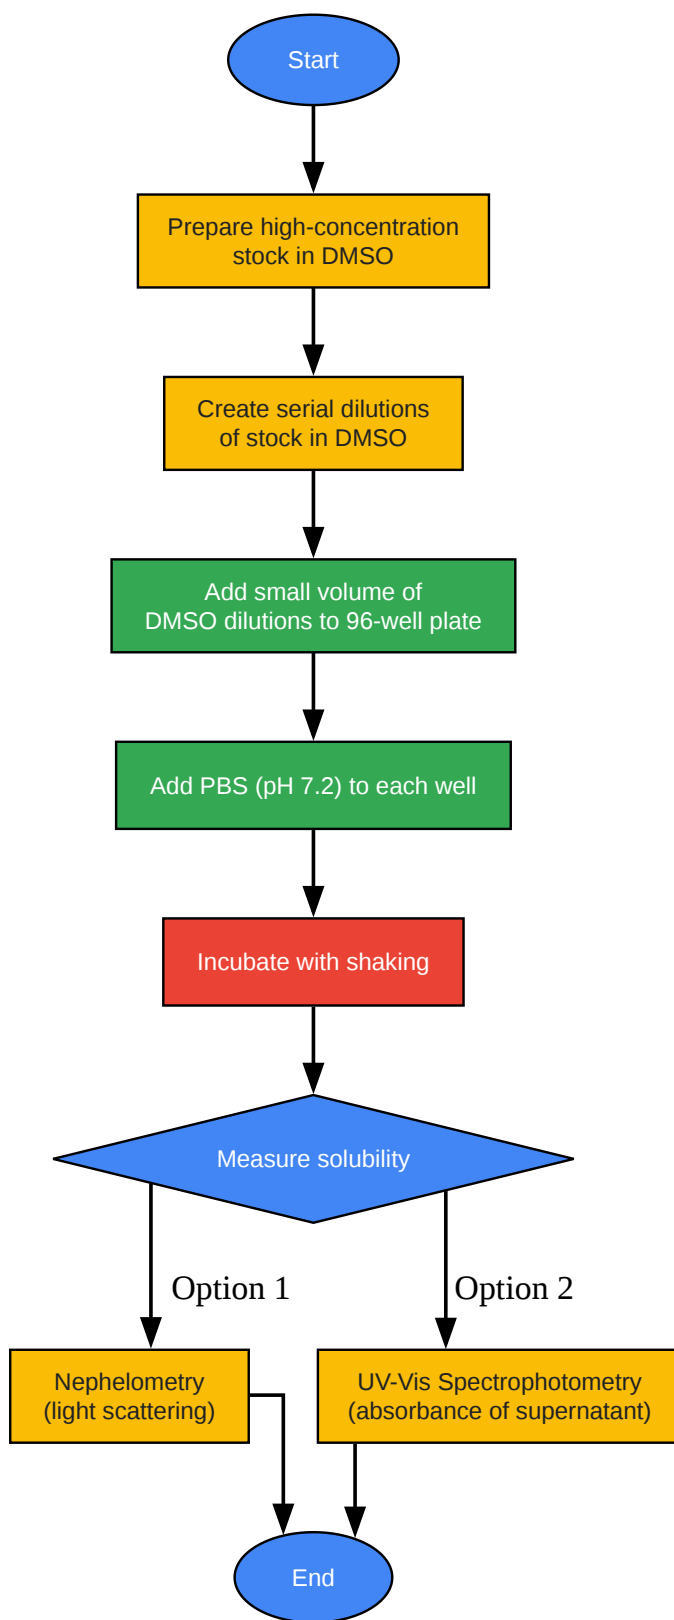 Start
Prepare high-concentration
stock in DMSO
Create serial dilutions
of stock in DMSO
Add small volume of
DMSO dilutions to 96-well plate
Add PBS (pH 7.2) to each well
Incubate with shaking
Measure solubility
Option 1
Option 2
Nephelometry
(light scattering)
UV-Vis Spectrophotometry
(absorbance of supernatant)
End